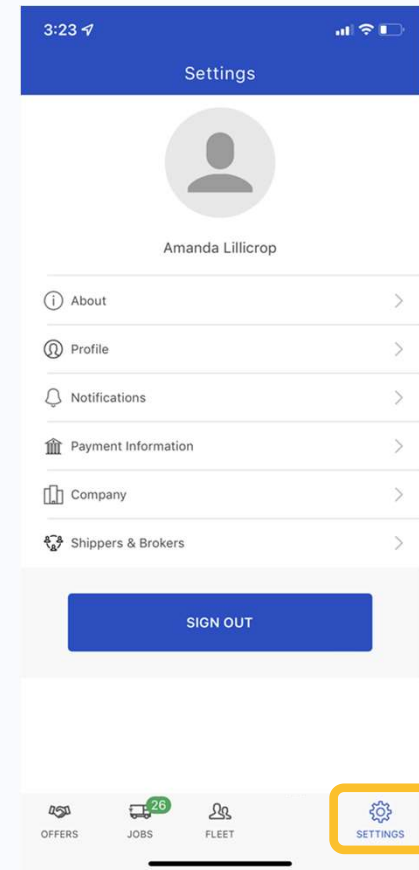 3:23
Settings
Amanda Lillicrop
About
Profile
Notifications
Payment Information
Company
Shippers & Brokers
SIGN OUT
26
OFFERS JOBS FLEET SETTINGS